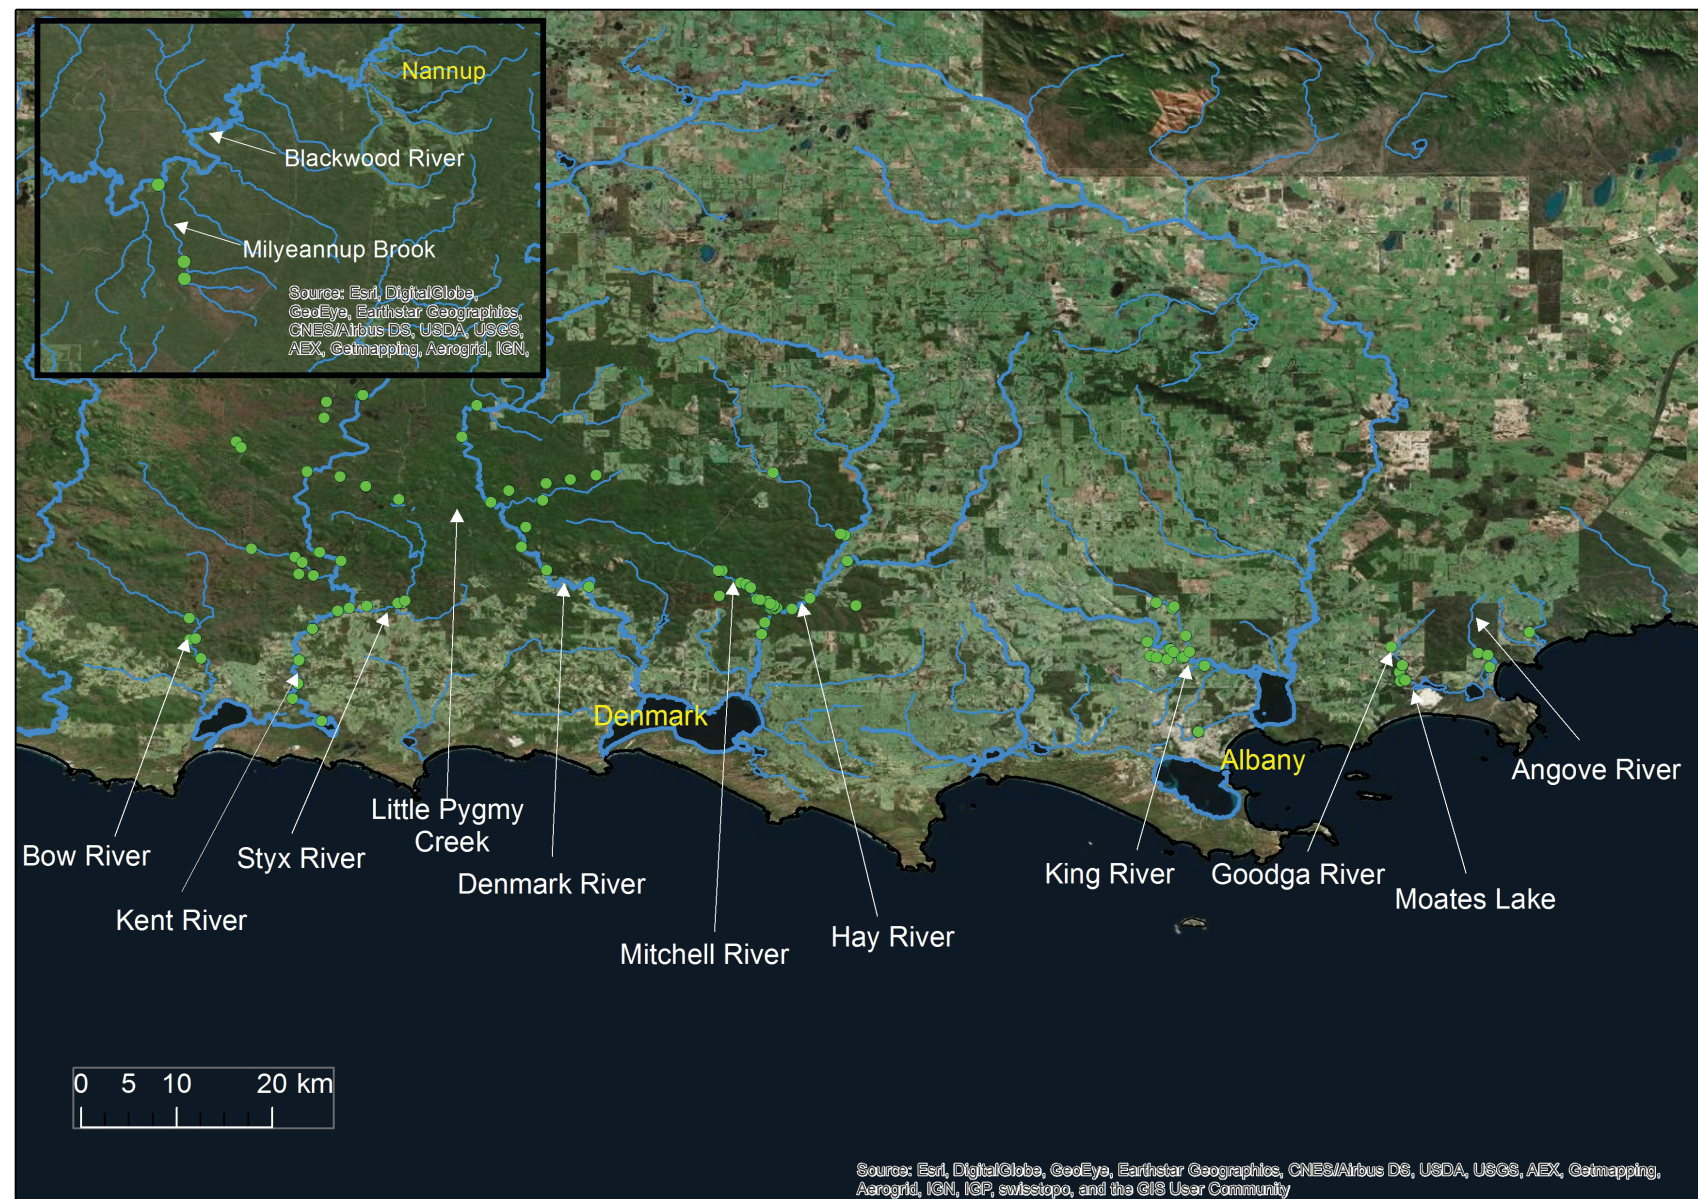 Nannup
Blackwood River
Milyeannup Brook
Source: Esri, DigitalGlobe,
GeoEye, Earthstar Geographics,
CNES/Airbus DS, USDA, USGS,
AEX, Getmapping, Aerogrid, IGN,
Denmark
Albany
Angove River
Little Pygmy
Creek
Bow River
Styx River
Denmark River
King River
Goodga River
Moates Lake
Kent River
Mitchell River
Hay River
0 5 10 20 km
Source: Esri, DigitalGlobe, GeoEye, Earthstar Geographics, CNES/Airbus DS, USDA, USGS, AEX, Getmapping,
Aerogrid, IGN, IGP, swisstopo, and the GIS User Community